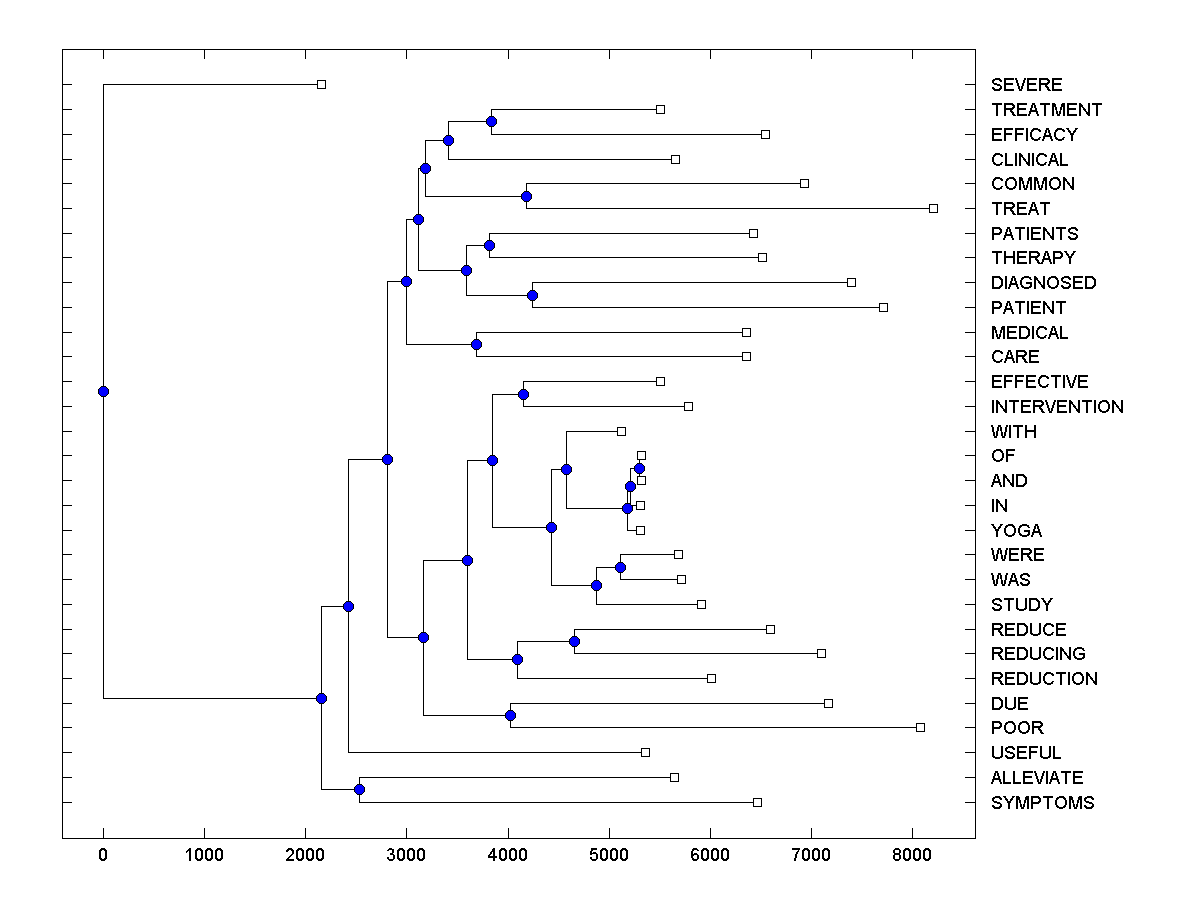 SEVERE
TREATMENT
EFFICACY
CLINICAL
COMMON
TREAT
PATIENTS
THERAPY
DIAGNOSED
PATIENT
MEDICAL
CARE
EFFECTIVE
INTERVENTION
WITH
OF
AND
IN
YOGA
WERE
WAS
STUDY
REDUCE
REDUCING
REDUCTION
DUE
POOR
USEFUL
ALLEVIATE
SYMPTOMS
0 1000 2000 3000 4000 5000 6000 7000 8000